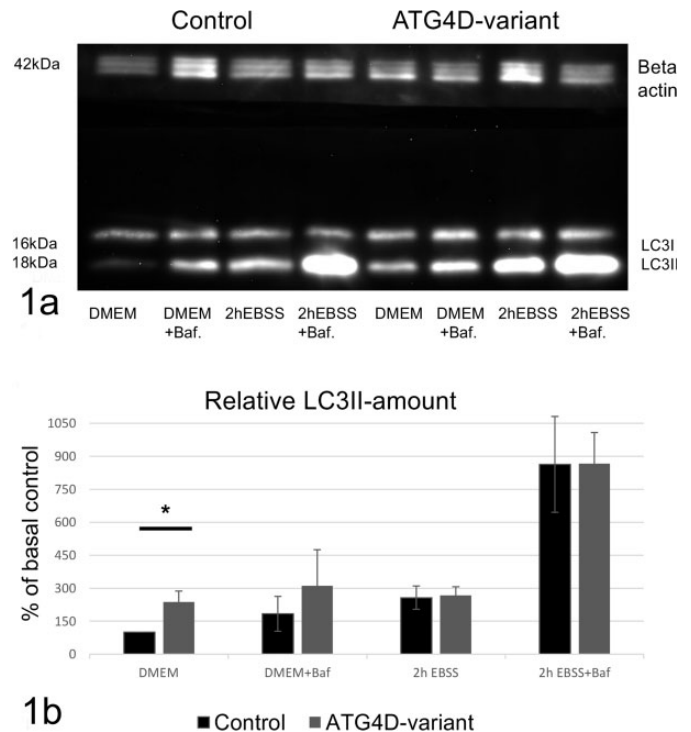 Control ATG4D-variant
42kDa
Beta
actin
16kDa
18kDa
LC3I
LC3II
1a
DMEM DMEM +Baf. 2hEBSS 2hEBSS +Baf. DMEM DMEM +Baf. 2hEBSS 2hEBSS +Baf.
Relative LC3II-amount
% of basal control
1050
900
750
600
450
300
150
0
*
DMEM DMEM+Baf 2h EBSS 2h EBSS+Baf
1b
Control ATG4D-variant